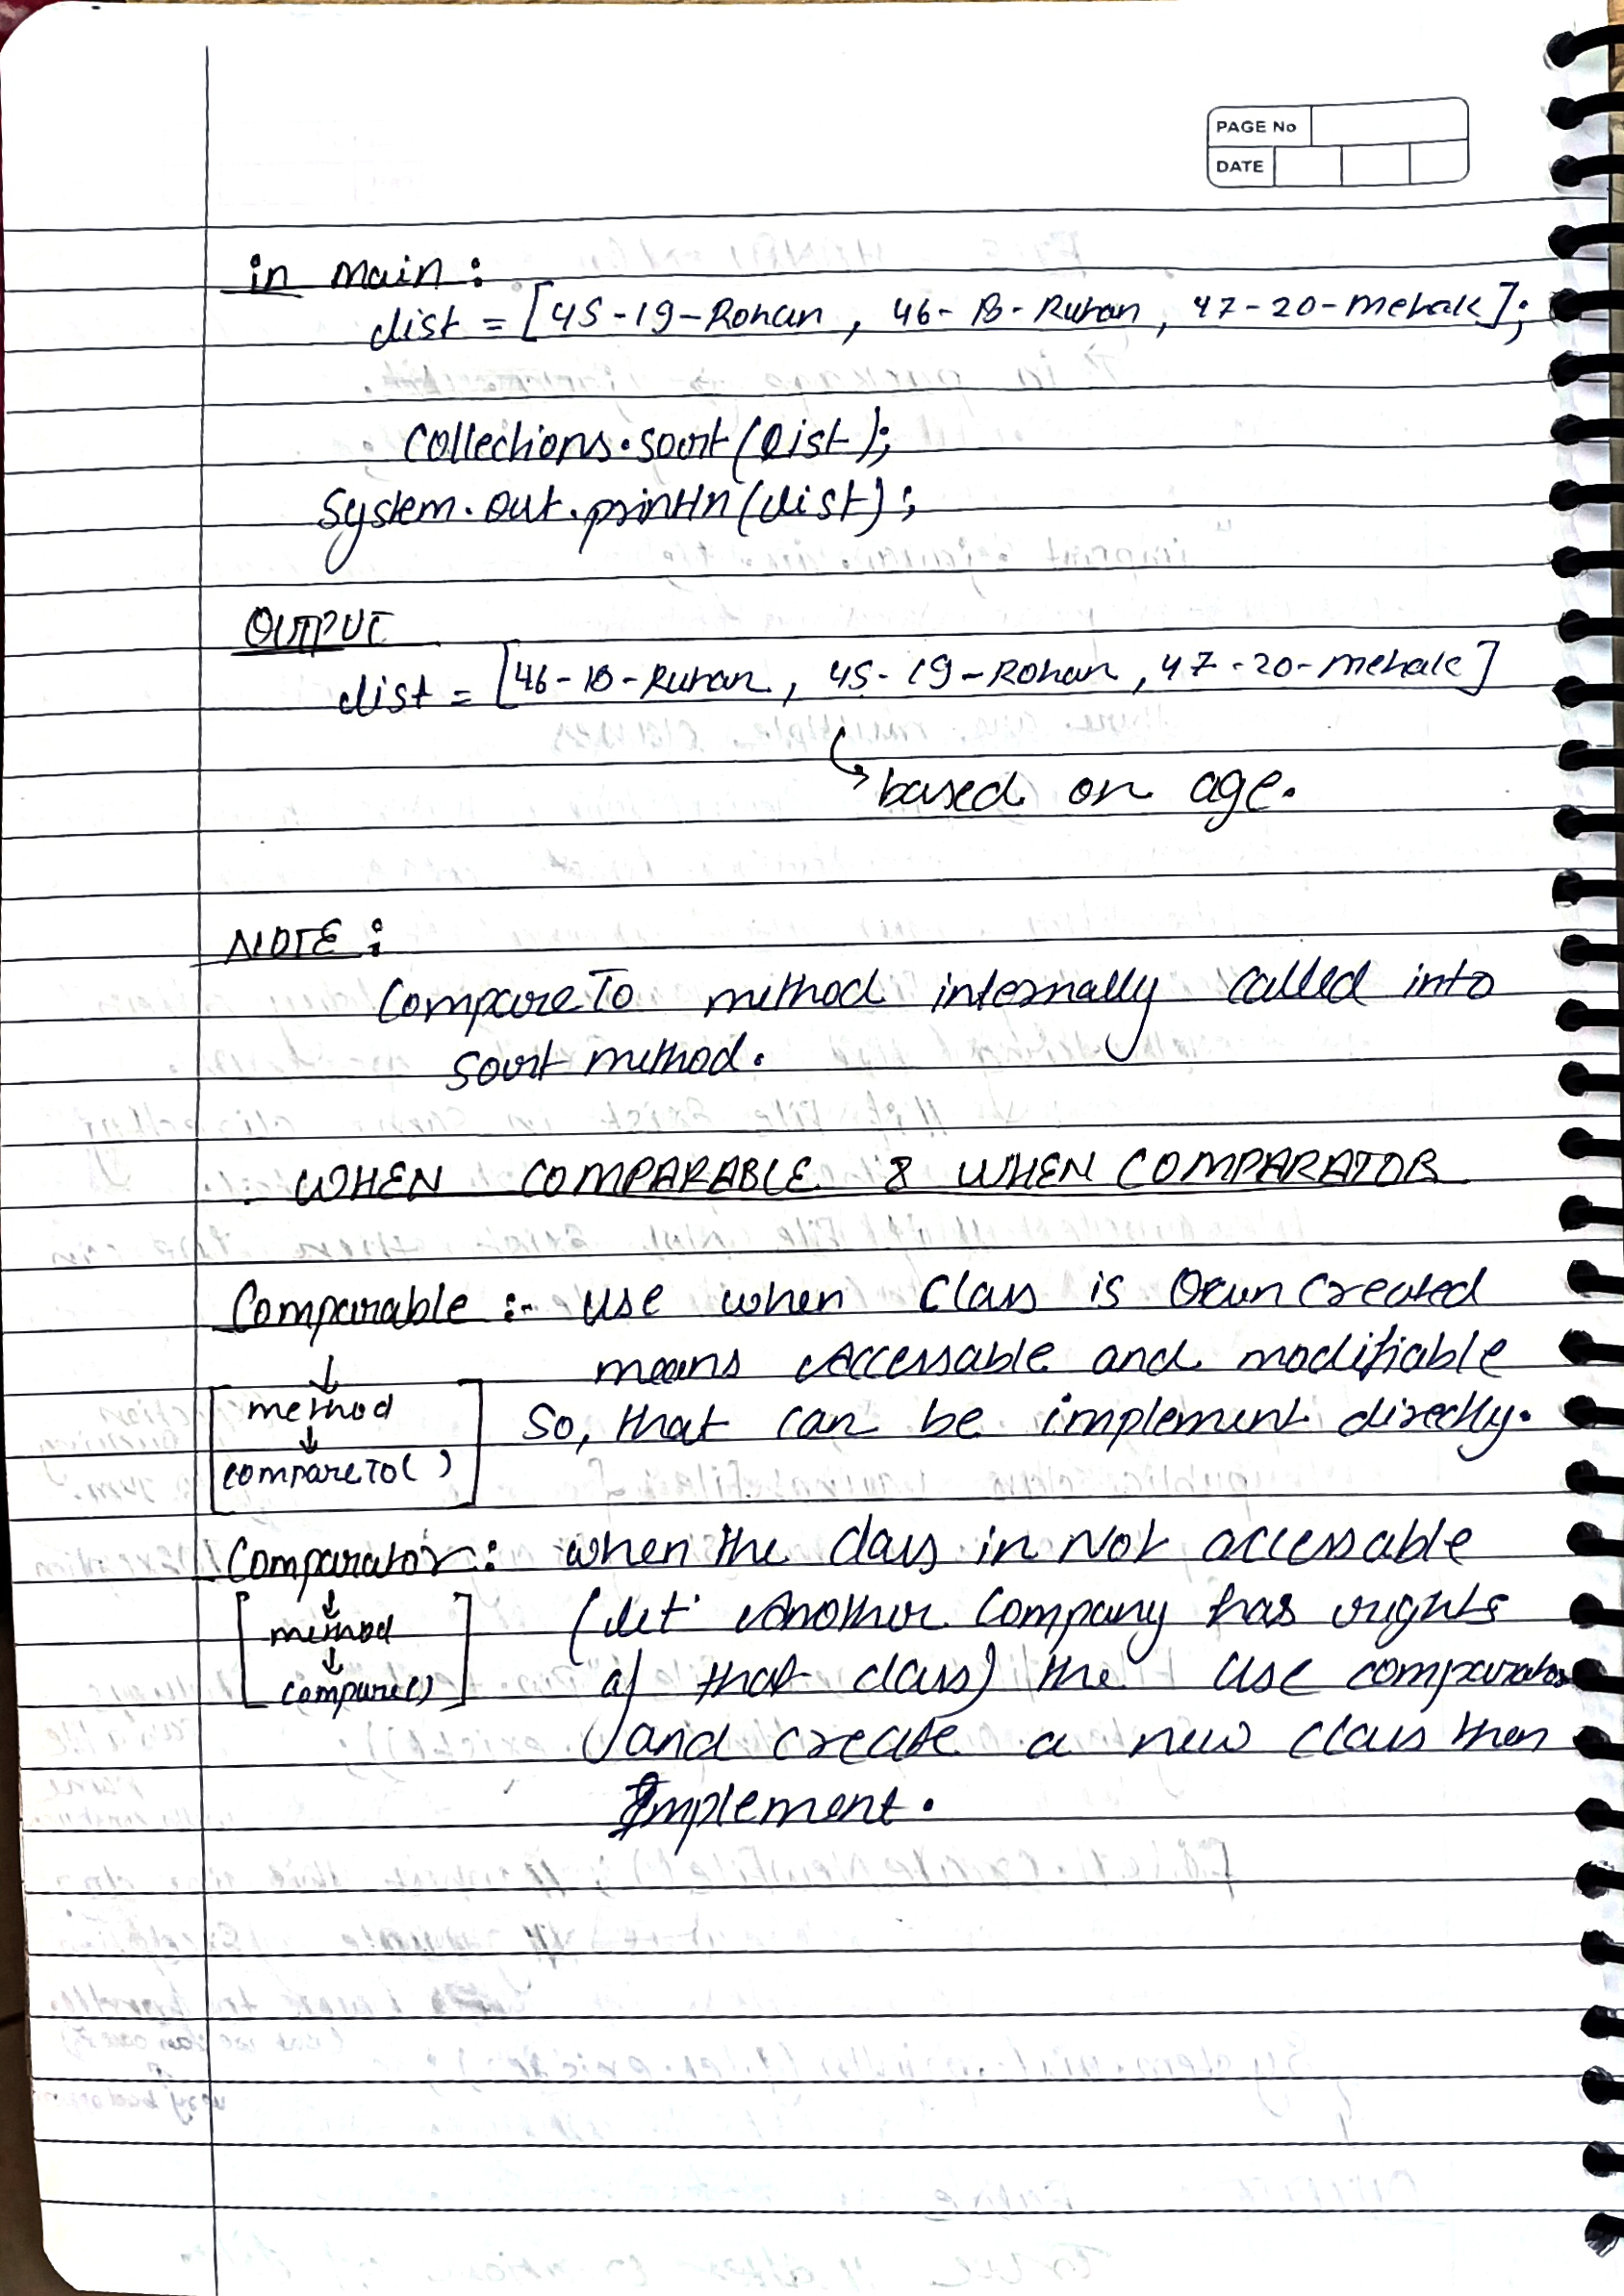 PAGE No
DATE
in main :
list = [45-19-Rohan , 46-18-Ruhan, 47-20-Mehak];
Collections.sort(list);
System.out.println(list);
OUTPUT
list = [46-18-Ruhan, 45-19-Rohan, 47-20-Mehak]
↳ based on age.
NOTE :
CompareTo method internally called into
sort method.
WHEN COMPARABLE & WHEN COMPARATOR
Comparable :- use when Class is Own Created
means Accessable and modifiable
So, that can be implement directly.
↓
[method
↓
compareTo( )]
Comparator : when the class in Not accessable
(let Another Company has rights
of that class) the use comparator
and create a new class then
Implement.
↓
[method
↓
compare()]